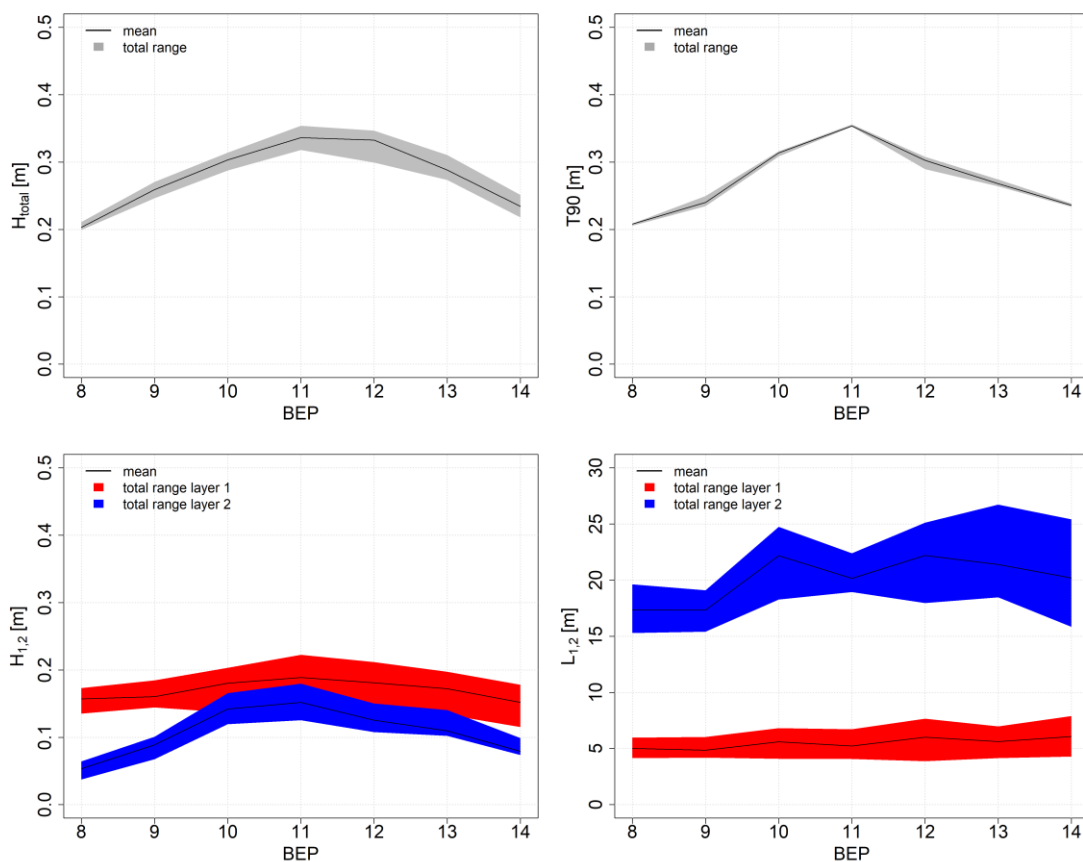 mean
total range
0.0 0.1 0.2 0.3 0.4 0.5
H_total [m]
8 9 10 11 12 13 14
BEP
mean
total range
0.0 0.1 0.2 0.3 0.4 0.5
T90 [m]
8 9 10 11 12 13 14
BEP
mean
total range layer 1
total range layer 2
0.0 0.1 0.2 0.3 0.4 0.5
H_1,2 [m]
8 9 10 11 12 13 14
BEP
mean
total range layer 1
total range layer 2
0 5 10 15 20 25 30
L_1,2 [m]
8 9 10 11 12 13 14
BEP